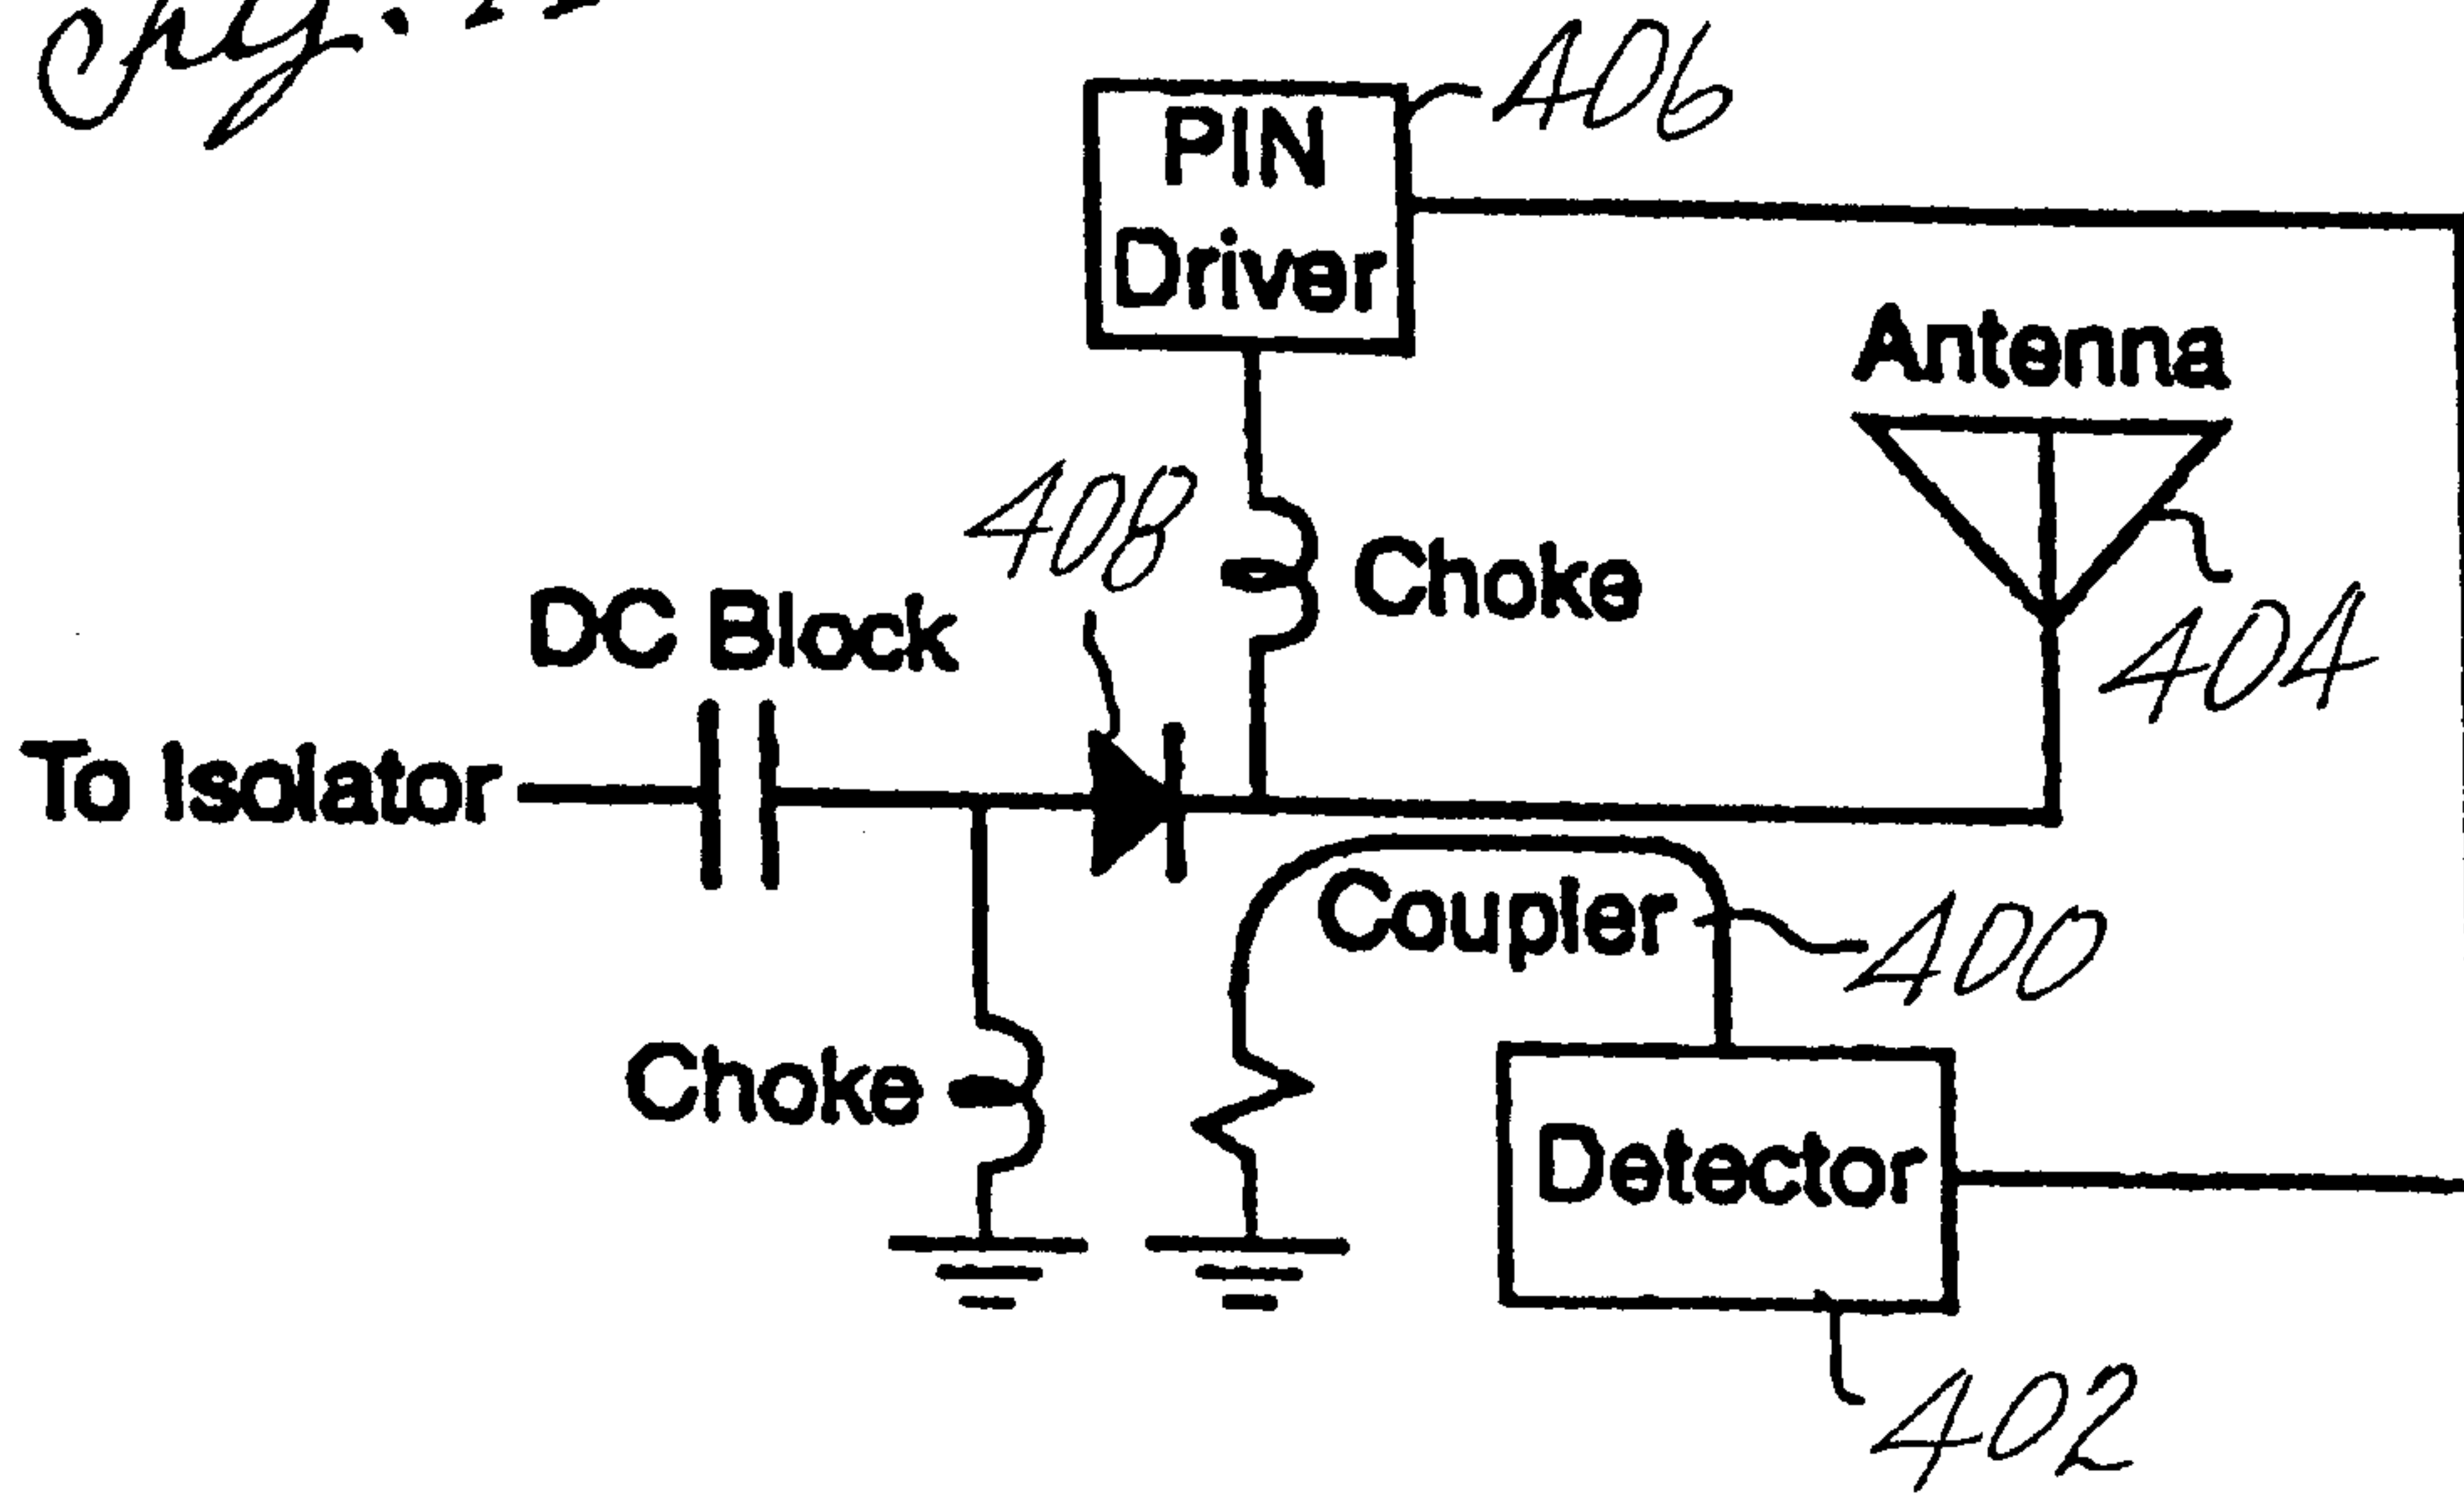 406
PIN
Driver
Antenna
408
Choke
DC Block
404
To Isolator
Coupler
400
Choke
Detector
402